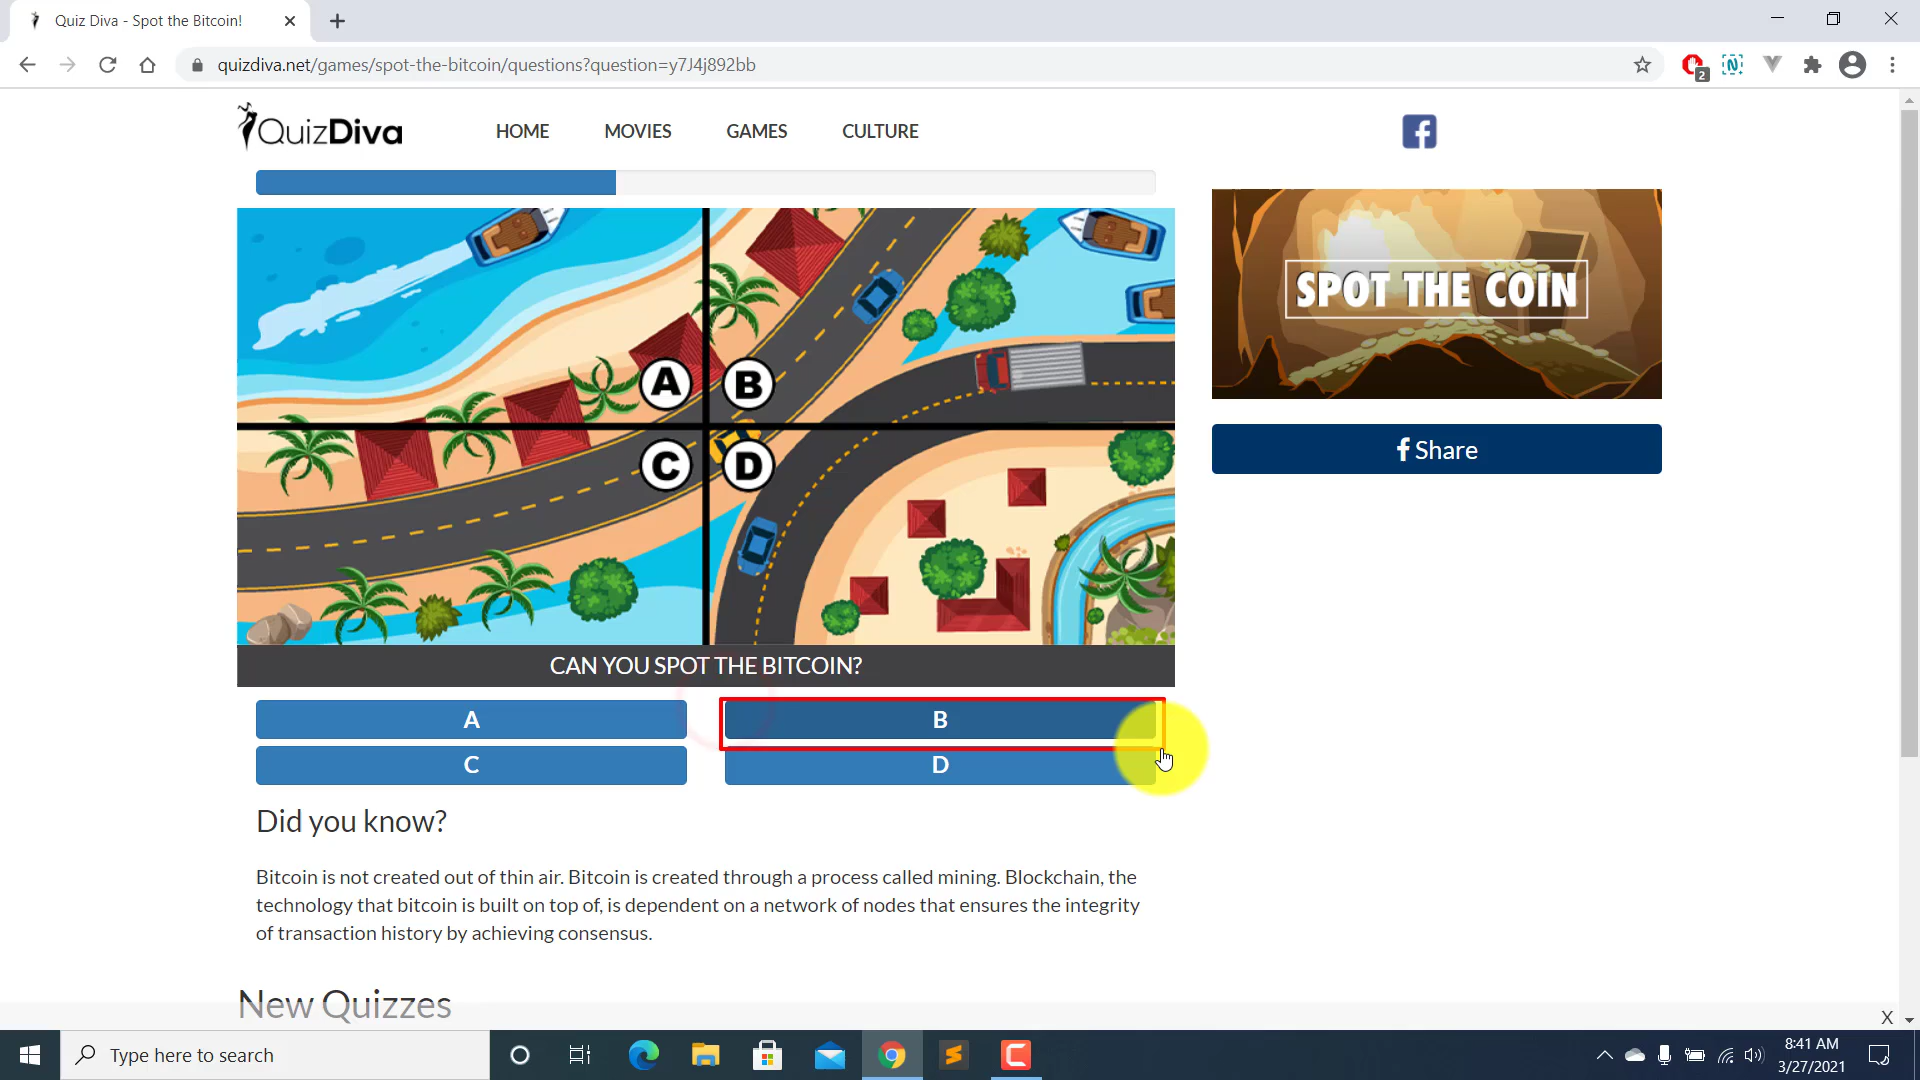 Quiz Diva - Spot the Bitcoin!
quizdiva.net/games/spot-the-bitcoin/questions?question=y7J4j892bb
2
QuizDiva
HOME
MOVIES
GAMES
CULTURE
SPOT THE COIN
A
B
C
D
Share
CAN YOU SPOT THE BITCOIN?
A
B
C
D
Did you know?
Bitcoin is not created out of thin air. Bitcoin is created through a process called mining. Blockchain, the
technology that bitcoin is built on top of, is dependent on a network of nodes that ensures the integrity
of transaction history by achieving consensus.
New Quizzes
X
Type here to search
8:41 AM
3/27/2021